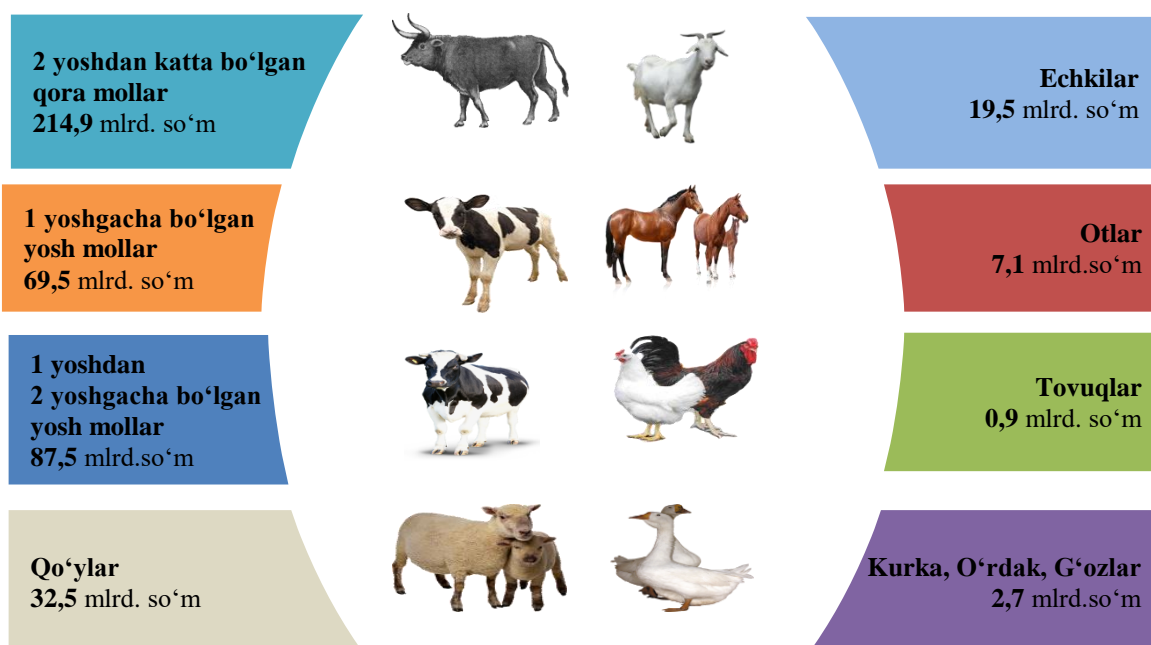 2 yoshdan katta bo‘lgan
qora mollar
214,9 mlrd. so‘m
1 yoshgacha bo‘lgan
yosh mollar
69,5 mlrd. so‘m
1 yoshdan
2 yoshgacha bo‘lgan
yosh mollar
87,5 mlrd.so‘m
Qo‘ylar
32,5 mlrd. so‘m
Echkilar
19,5 mlrd. so‘m
Otlar
7,1 mlrd.so‘m
Tovuqlar
0,9 mlrd. so‘m
Kurka, O‘rdak, G‘ozlar
2,7 mlrd.so‘m